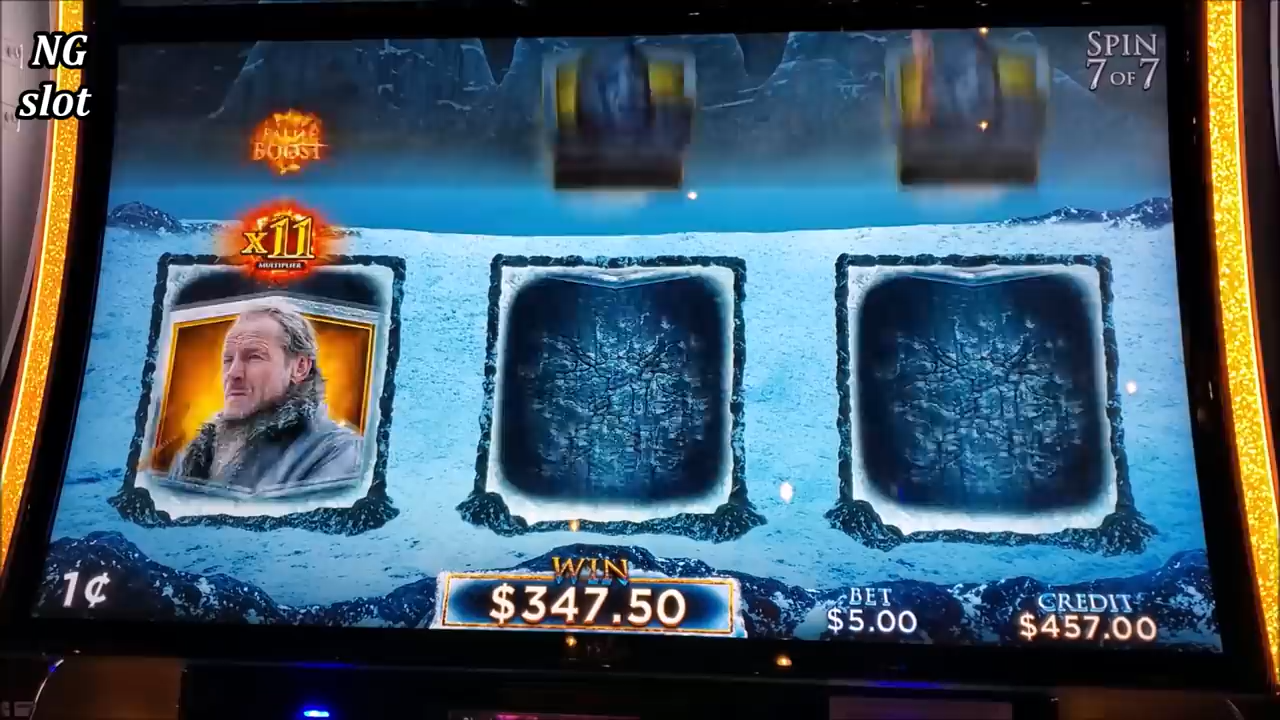 NG
slot
SPIN
7 OF 7
BOOST
x11
MULTIPLIER
1¢
WIN
$347.50
BET
$5.00
CREDIT
$457.00